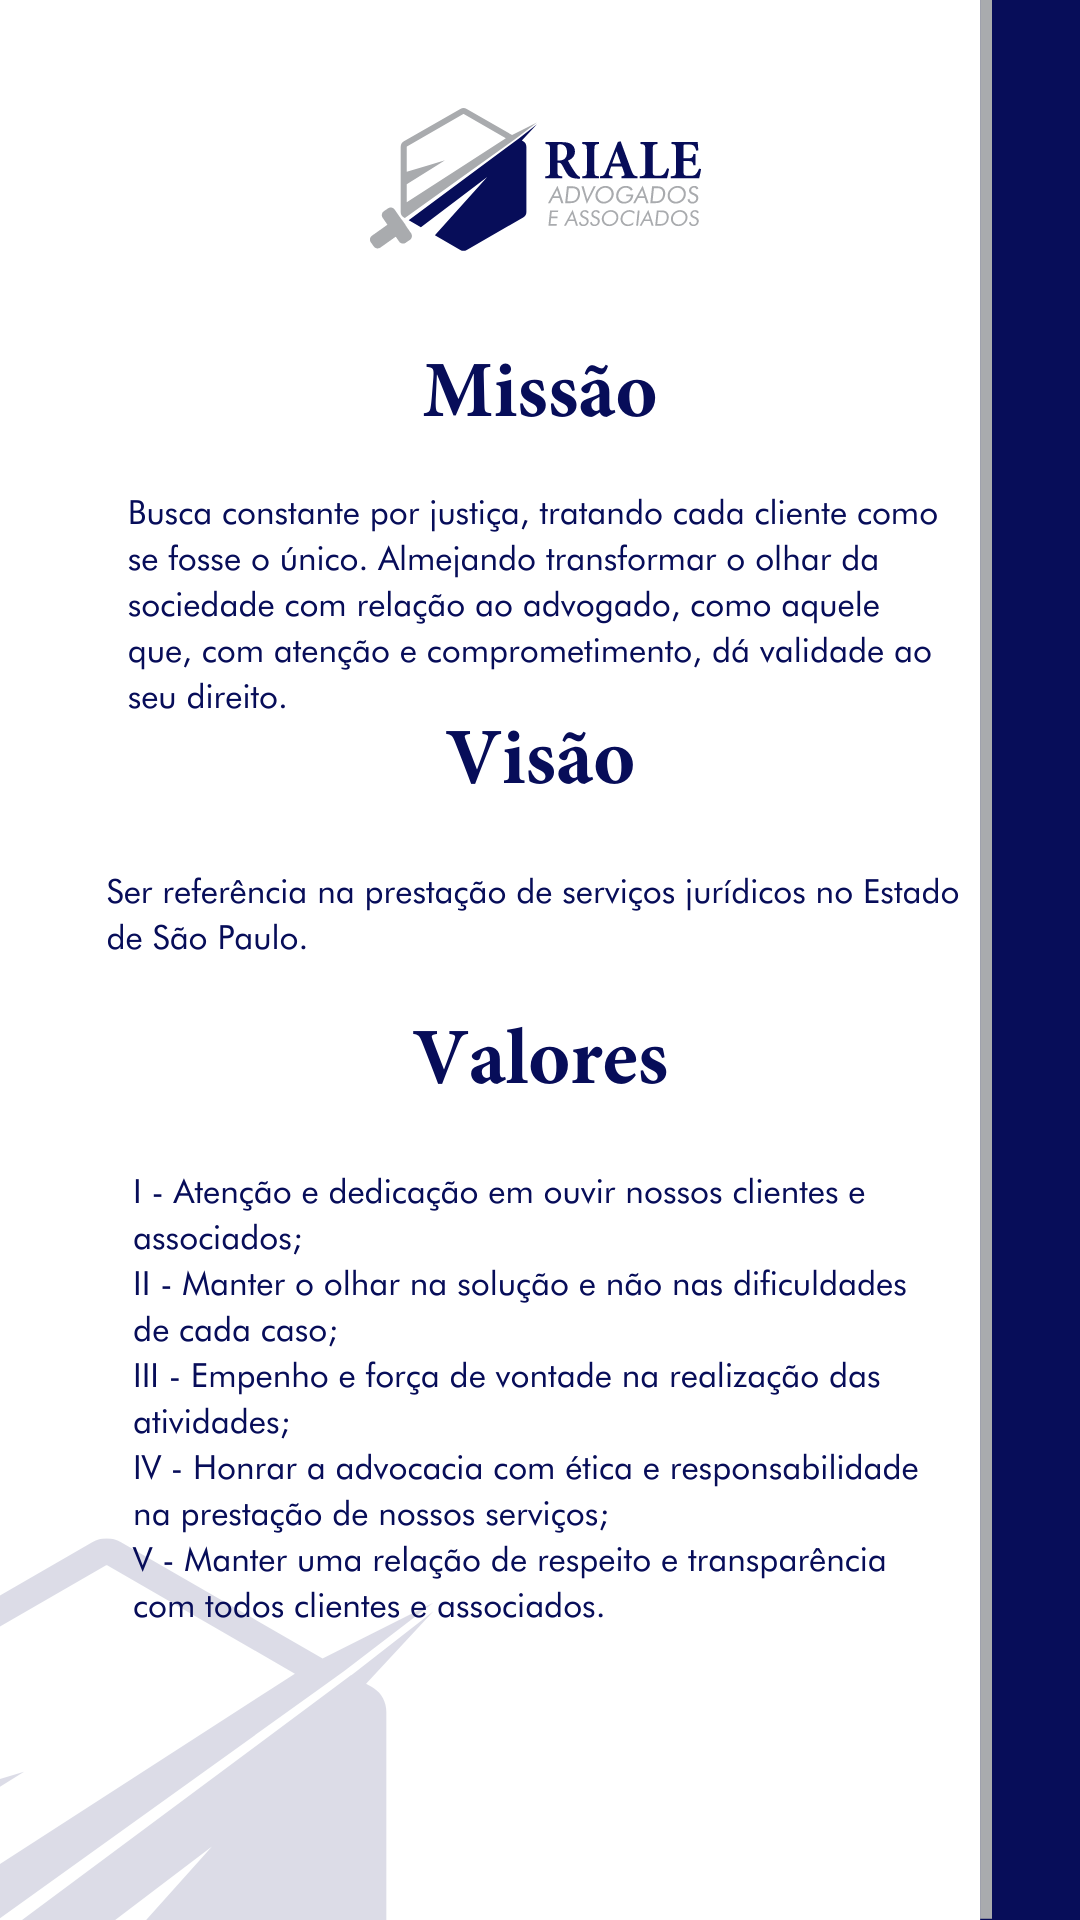 RIALE
ADVOGADOS
E ASSOCIADOS
Missão
Busca constante por justiça, tratando cada cliente como
se fosse o único. Almejando transformar o olhar da
sociedade com relação ao advogado, como aquele
que, com atenção e comprometimento, dá validade ao
seu direito.
Visão
Ser referência na prestação de serviços jurídicos no Estado
de São Paulo.
Valores
I - Atenção e dedicação em ouvir nossos clientes e
associados;
II - Manter o olhar na solução e não nas dificuldades
de cada caso;
III - Empenho e força de vontade na realização das
atividades;
IV - Honrar a advocacia com ética e responsabilidade
na prestação de nossos serviços;
V - Manter uma relação de respeito e transparência
com todos clientes e associados.